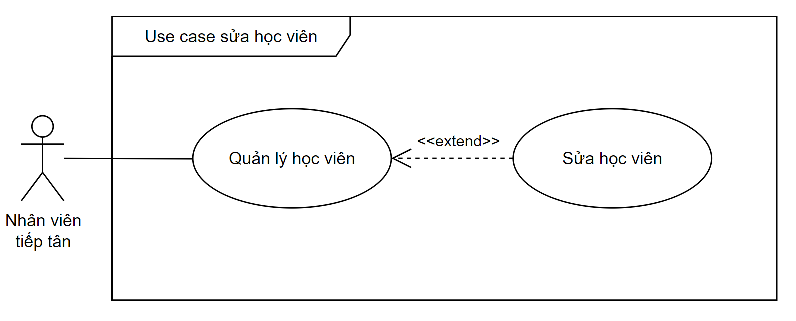 Use case sửa học viên
<<extend>>
Quản lý học viên
Sửa học viên
Nhân viên
tiếp tân